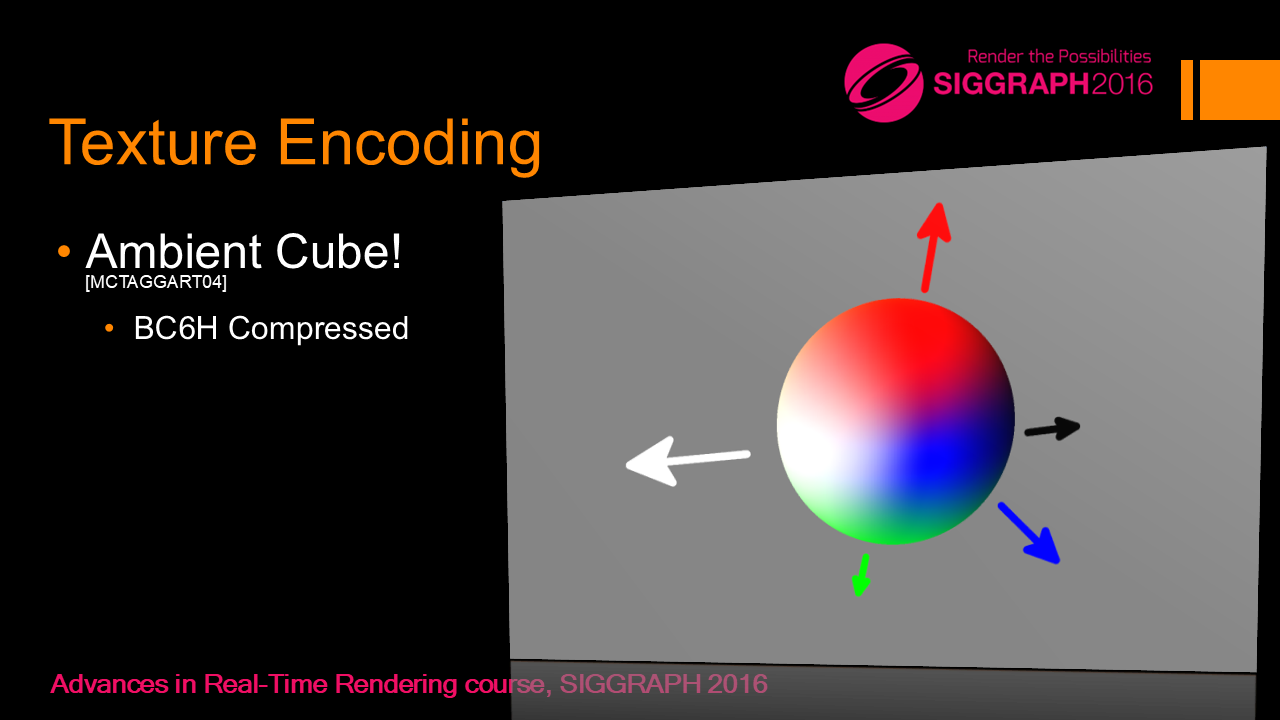 Render the Possibilities
SIGGRAPH2016
Texture Encoding
• Ambient Cube!
[MCTAGGART04]
• BC6H Compressed
Advances in Real-Time Rendering course, SIGGRAPH 2016